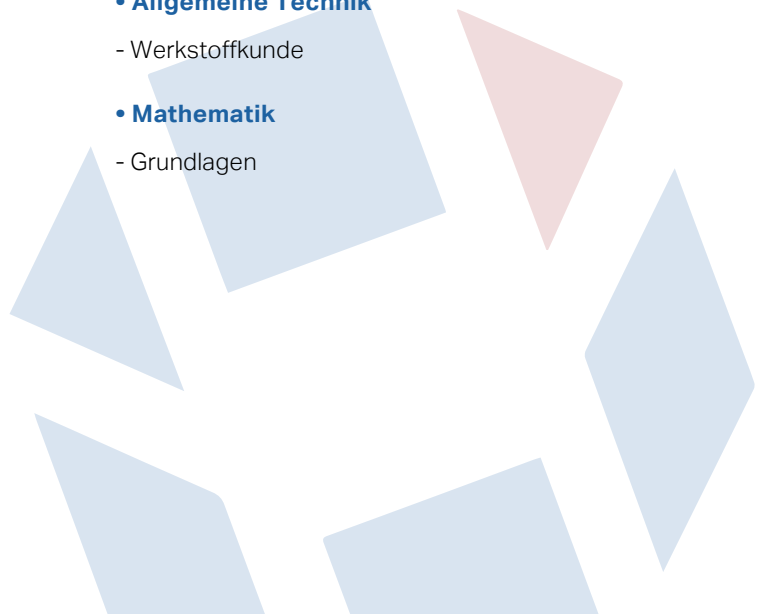 • Allgemeine Technik
- Werkstoffkunde
• Mathematik
- Grundlagen